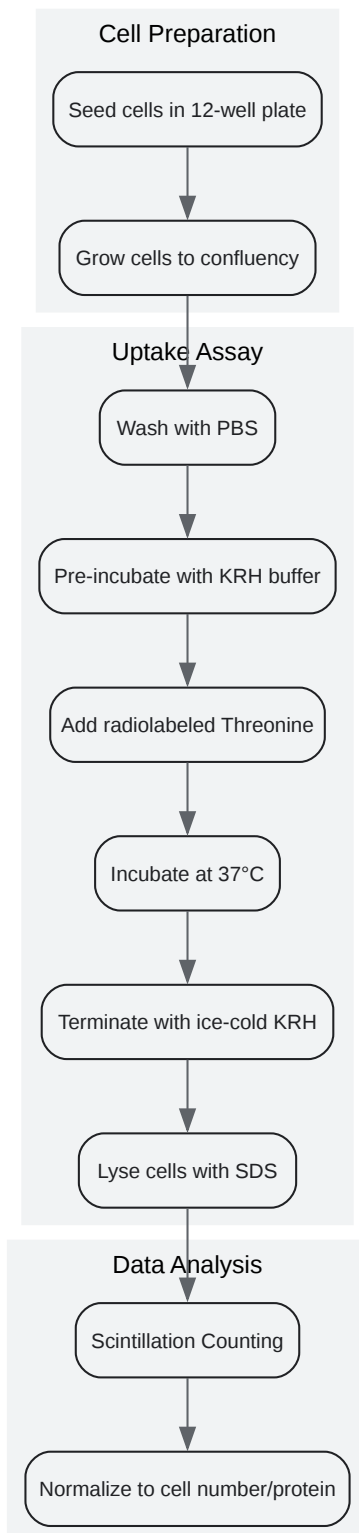 Cell Preparation
Seed cells in 12-well plate
Grow cells to confluency
Uptake Assay
Wash with PBS
Pre-incubate with KRH buffer
Add radiolabeled Threonine
Incubate at 37°C
Terminate with ice-cold KRH
Lyse cells with SDS
Data Analysis
Scintillation Counting
Normalize to cell number/protein